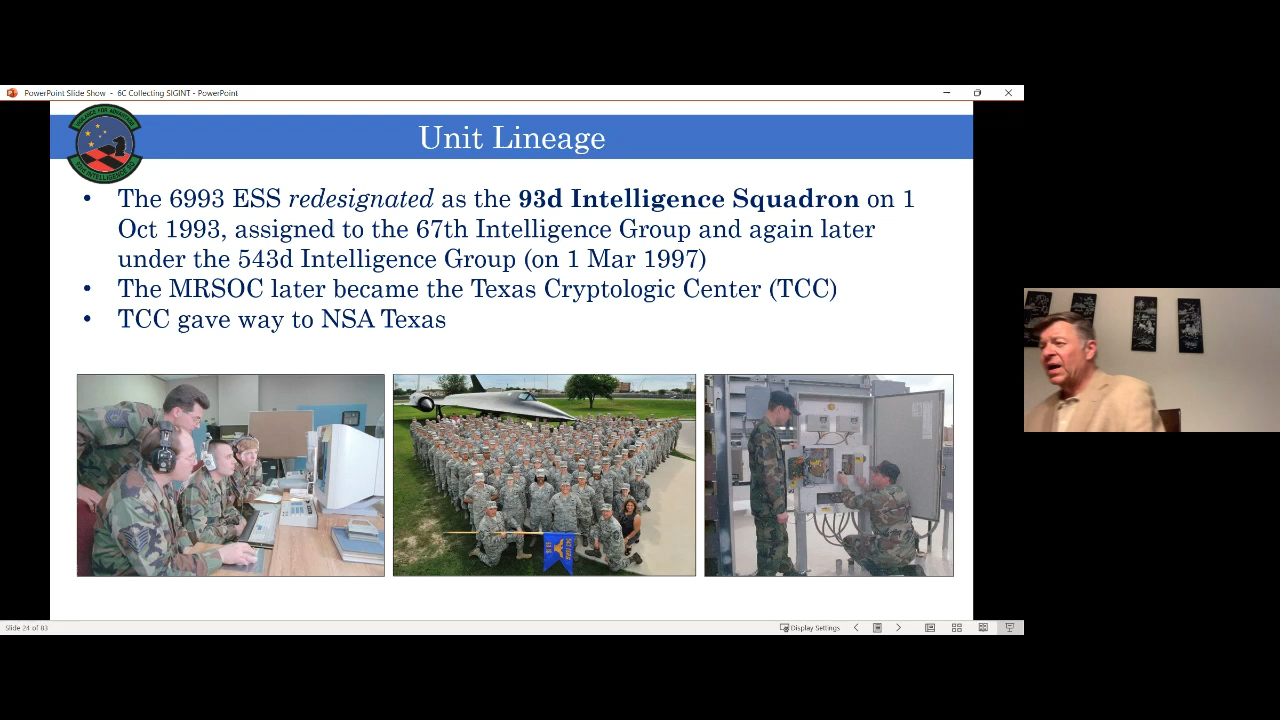 PowerPoint Slide Show - 6C Collecting SIGINT - PowerPoint
Unit Lineage
• The 6993 ESS redesignated as the 93d Intelligence Squadron on 1
Oct 1993, assigned to the 67th Intelligence Group and again later
under the 543d Intelligence Group (on 1 Mar 1997)
• The MRSOC later became the Texas Cryptologic Center (TCC)
• TCC gave way to NSA Texas
Slide 24 of 83
Display Settings